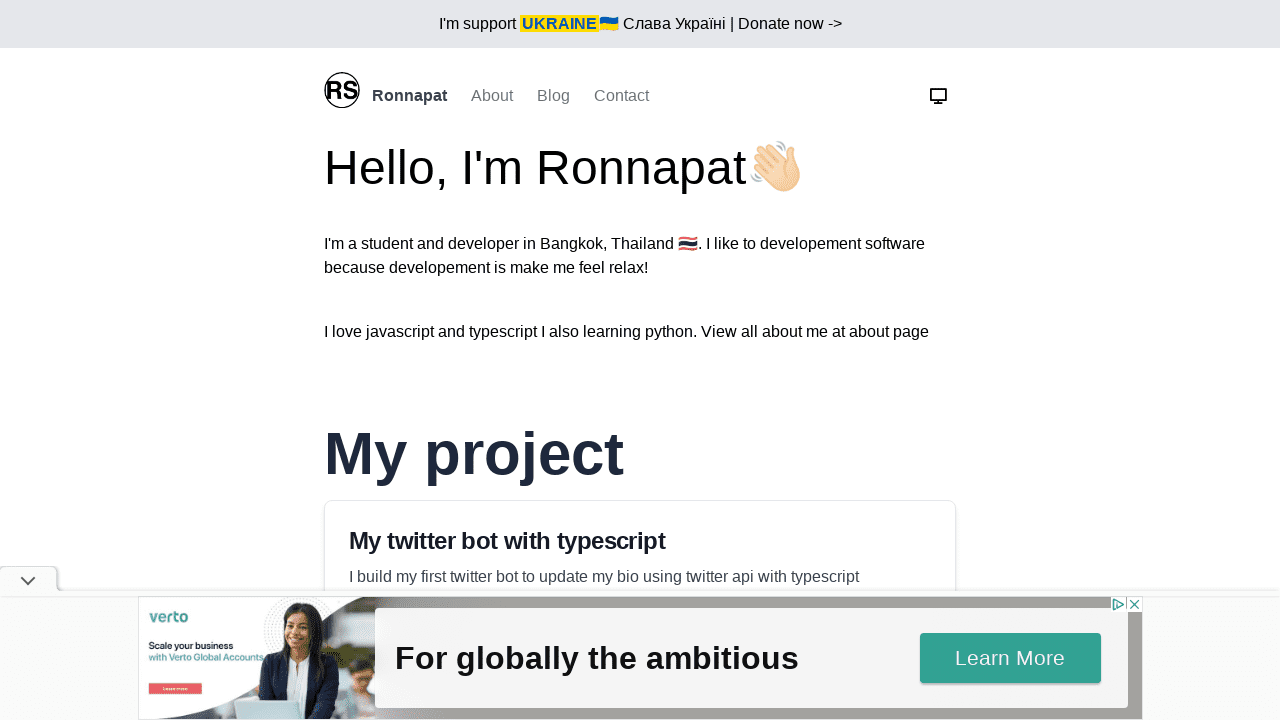 I'm support UKRAINE🇺🇦 Слава Україні | Donate now ->
RS Ronnapat About Blog Contact
Hello, I'm Ronnapat👋🏻
I'm a student and developer in Bangkok, Thailand 🇹🇭. I like to developement software
because developement is make me feel relax!
I love javascript and typescript I also learning python. View all about me at about page
My project
My twitter bot with typescript
I build my first twitter bot to update my bio using twitter api with typescript
verto
Scale your business
with Verto Global Accounts
Learn more
For globally the ambitious
Learn More